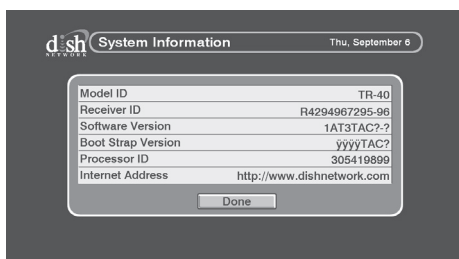 dish
NETWORK
System Information
Thu, September 6
Model ID TR-40
Receiver ID R4294967295-96
Software Version 1AT3TAC?-?
Boot Strap Version ÿÿÿÿTAC?
Processor ID 305419899
Internet Address http://www.dishnetwork.com
Done